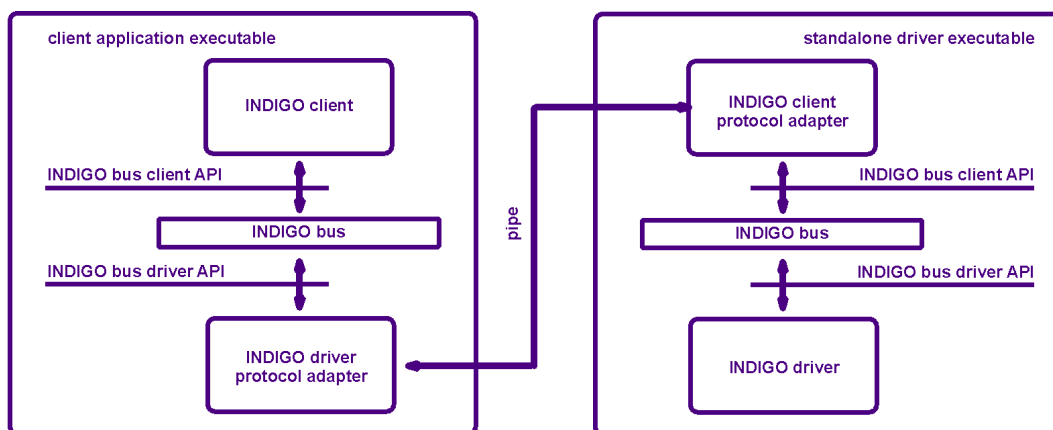 client application executable
INDIGO client
INDIGO bus client API
INDIGO bus
INDIGO bus driver API
INDIGO driver
protocol adapter
pipe
standalone driver executable
INDIGO client
protocol adapter
INDIGO bus client API
INDIGO bus
INDIGO bus driver API
INDIGO driver